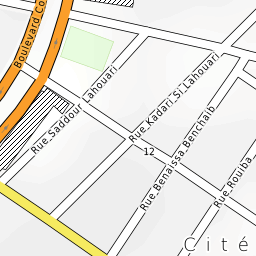 Boulevard Co
Rue Saddour Lahouari
Rue Kadari Si Lahouari
12
Rue Benaissa Benchaib
Rue Rouiba
Cité